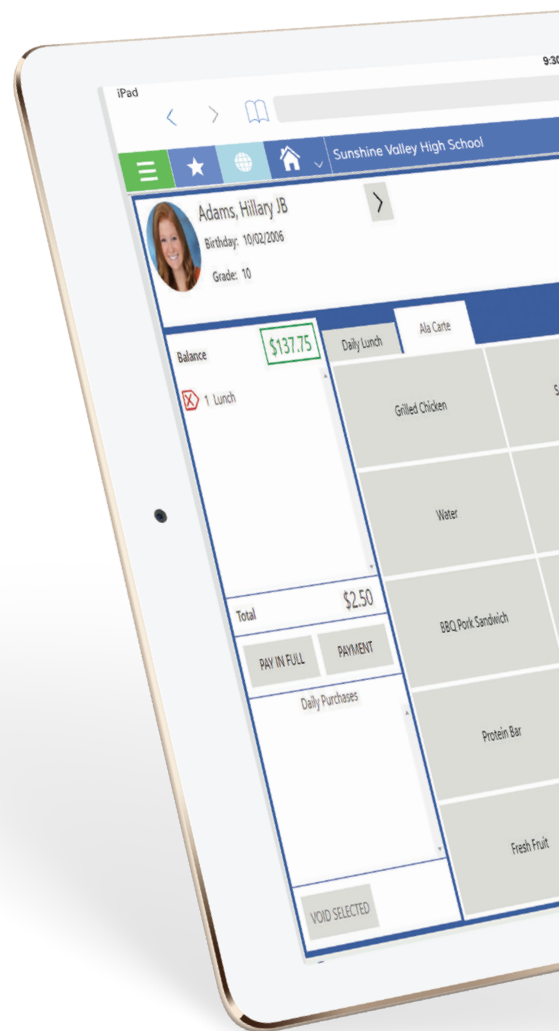 iPad
9:30
Sunshine Valley High School
Adams, Hillary JB
Birthday: 10/02/2006
Grade: 10
Balance
$137.75
Daily Lunch
Ala Carte
X 1 Lunch
Grilled Chicken
Water
Total
$2.50
BBQ Pork Sandwich
PAY IN FULL
PAYMENT
Daily Purchases
Protein Bar
Fresh Fruit
VOID SELECTED